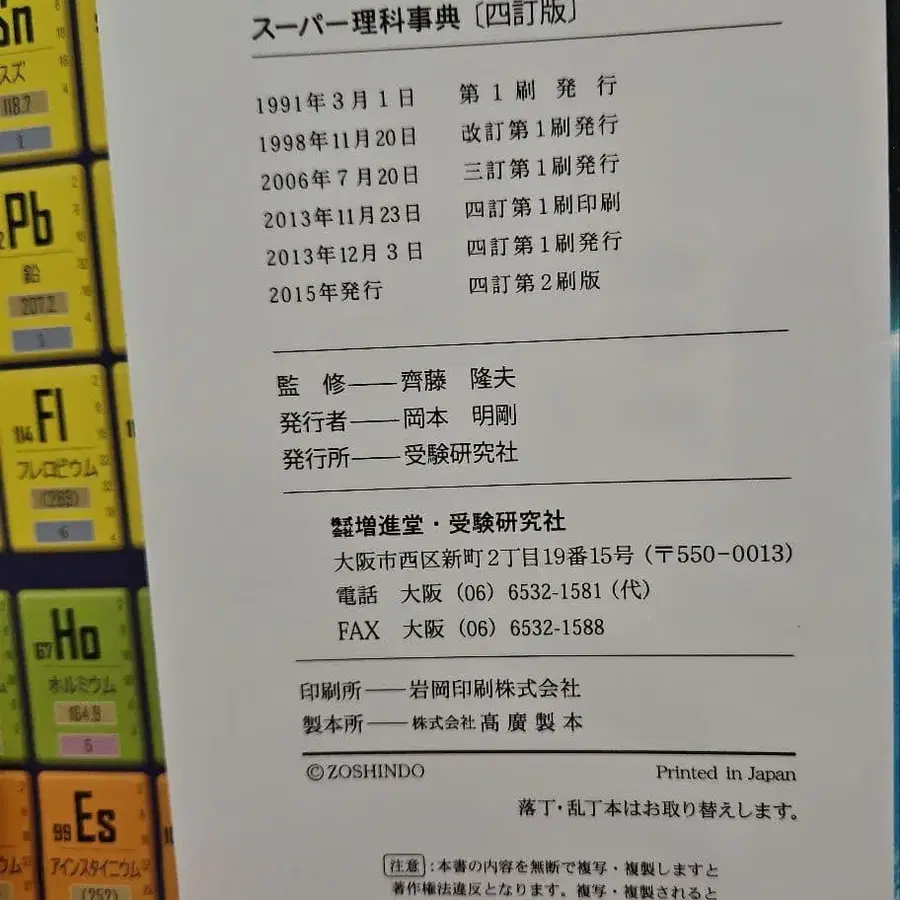 スーパー理科事典〔四訂版〕
1991年3月1日 第1刷発行
1998年11月20日 改訂第1刷発行
2006年7月20日 三訂第1刷発行
2013年11月23日 四訂第1刷印刷
2013年12月3日 四訂第1刷発行
2015年発行 四訂第2刷版
監 修――齊藤 隆夫
発行者――岡本 明剛
発行所――受験研究社
株式会社増進堂・受験研究社
大阪市西区新町2丁目19番15号（〒550-0013）
電話 大阪（06）6532-1581（代）
FAX 大阪（06）6532-1588
印刷所――岩岡印刷株式会社
製本所――株式会社高廣製本
©ZOSHINDO Printed in Japan
落丁・乱丁本はお取り替えします。
注意：本書の内容を無断で複写・複製しますと
著作権法違反となります。複写・複製されると
Sn
スズ
118.7
1
Pb
鉛
207.2
3
114 Fl
フレロビウム
(289)
6
67 Ho
ホルミウム
164.9
5
99 Es
アインスタイニウム
(252)